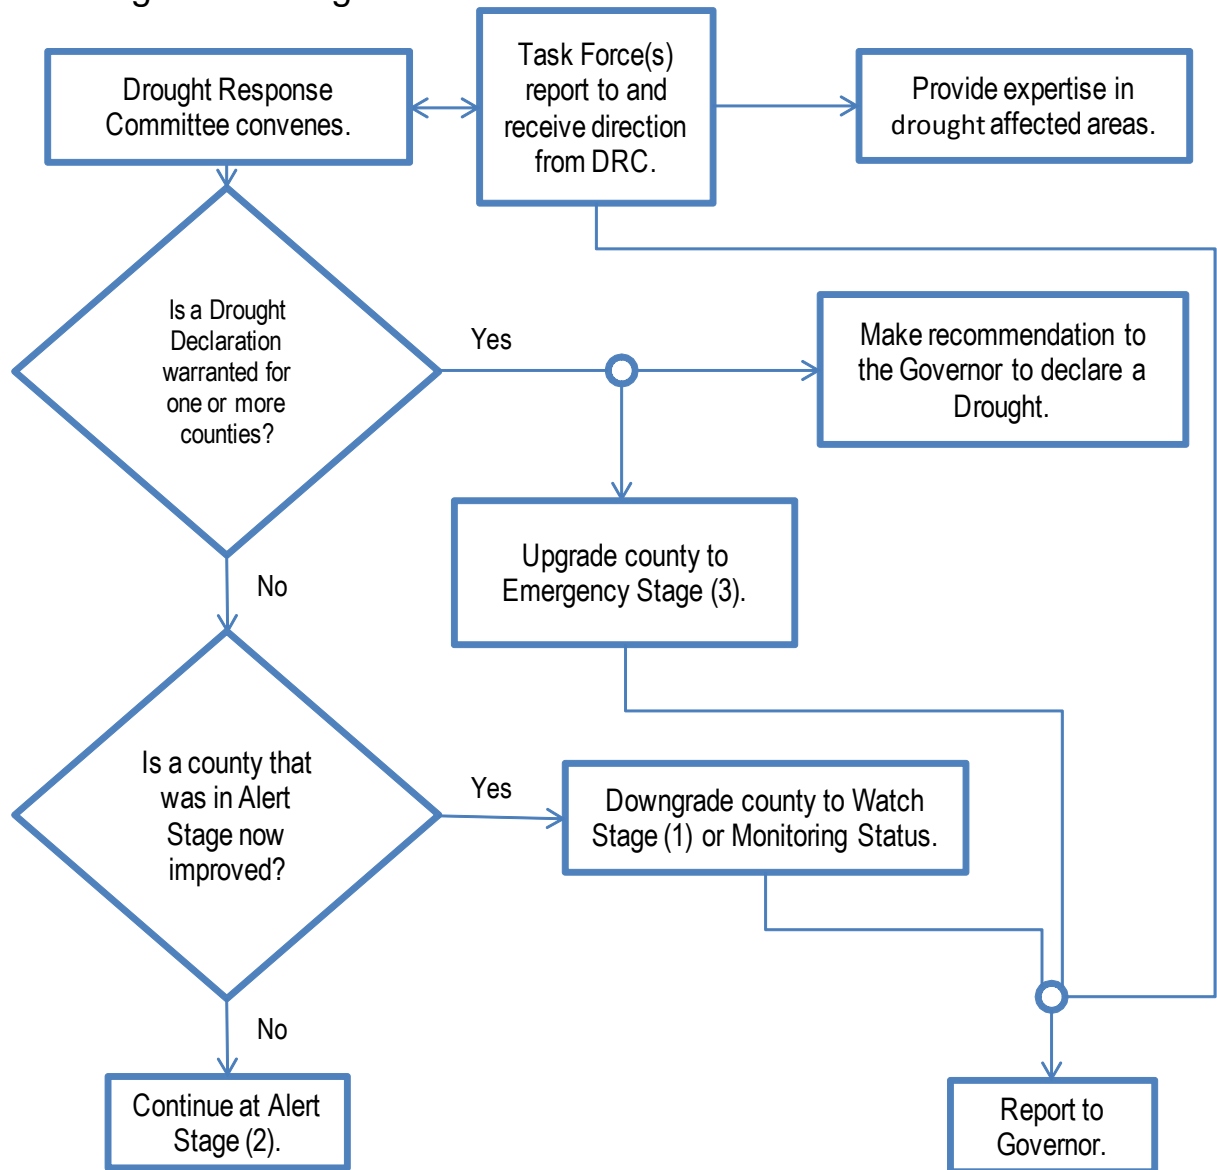 Drought Response
Committee convenes.
Task Force(s)
report to and
receive direction
from DRC.
Provide expertise in
drought affected areas.
Is a Drought
Declaration
warranted for
one or more
counties?
Yes
Make recommendation to
the Governor to declare a
Drought.
Upgrade county to
Emergency Stage (3).
No
Is a county that
was in Alert
Stage now
improved?
Yes
Downgrade county to Watch
Stage (1) or Monitoring Status.
No
Continue at Alert
Stage (2).
Report to
Governor.